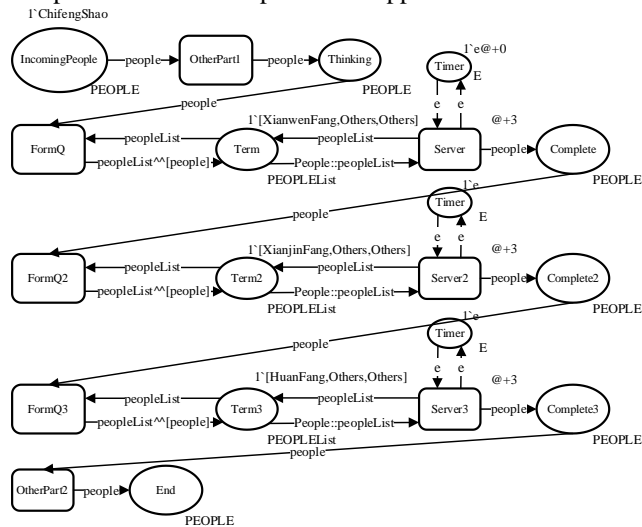 1`ChifengShao
IncomingPeople
people
OtherPart1
people
Thinking
1`e@+0
Timer
E
PEOPLE
PEOPLE
people
e
e
1`[XianwenFang,Others,Others]
@+3
FormQ
peopleList
Term
peopleList
Server
people
Complete
peopleList^^[people]
People::peopleList
PEOPLEList
PEOPLE
1`e
Timer
people
E
e
e
1`[XianjinFang,Others,Others]
@+3
FormQ2
peopleList
Term2
peopleList
Server2
people
Complete2
peopleList^^[people]
People::peopleList
PEOPLEList
PEOPLE
1`e
Timer
people
E
e
e
1`[HuanFang,Others,Others]
@+3
FormQ3
peopleList
Term3
peopleList
Server3
people
Complete3
peopleList^^[people]
People::peopleList
PEOPLEList
PEOPLE
people
OtherPart2
people
End
PEOPLE